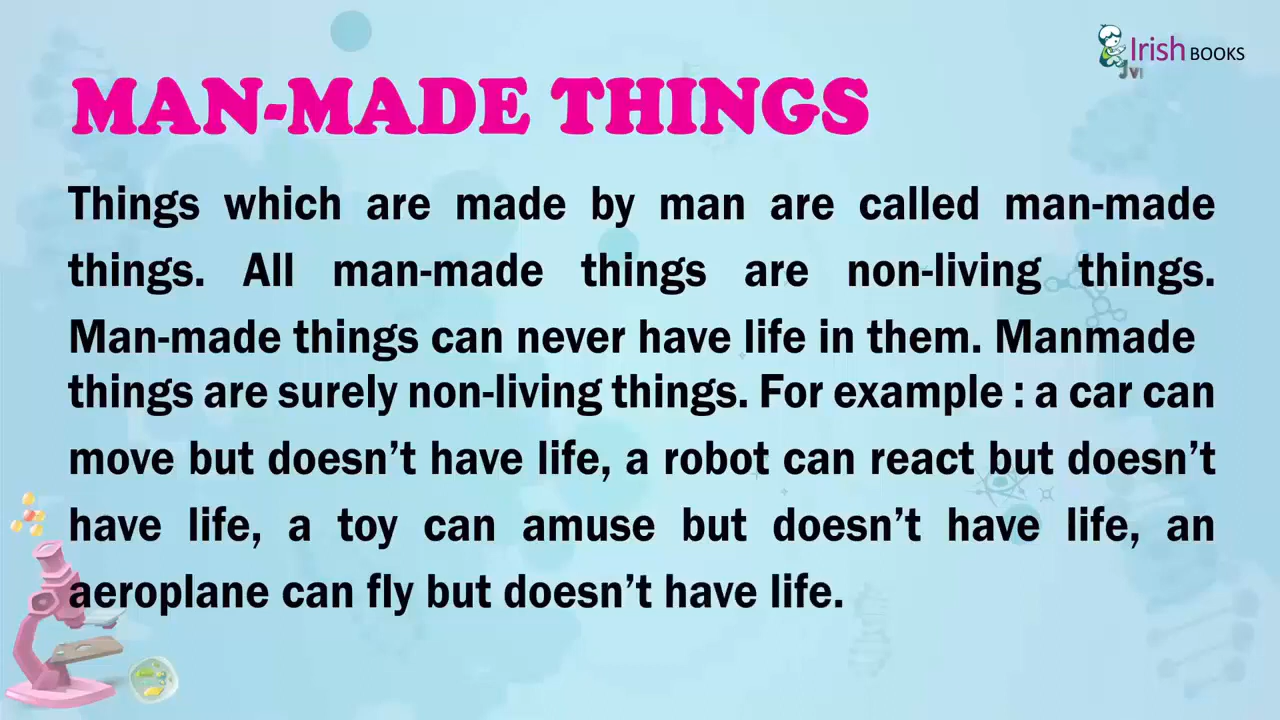 Irish BOOKS
MAN-MADE THINGS
Things which are made by man are called man-made
things. All man-made things are non-living things.
Man-made things can never have life in them. Manmade
things are surely non-living things. For example : a car can
move but doesn’t have life, a robot can react but doesn’t
have life, a toy can amuse but doesn’t have life, an
aeroplane can fly but doesn’t have life.